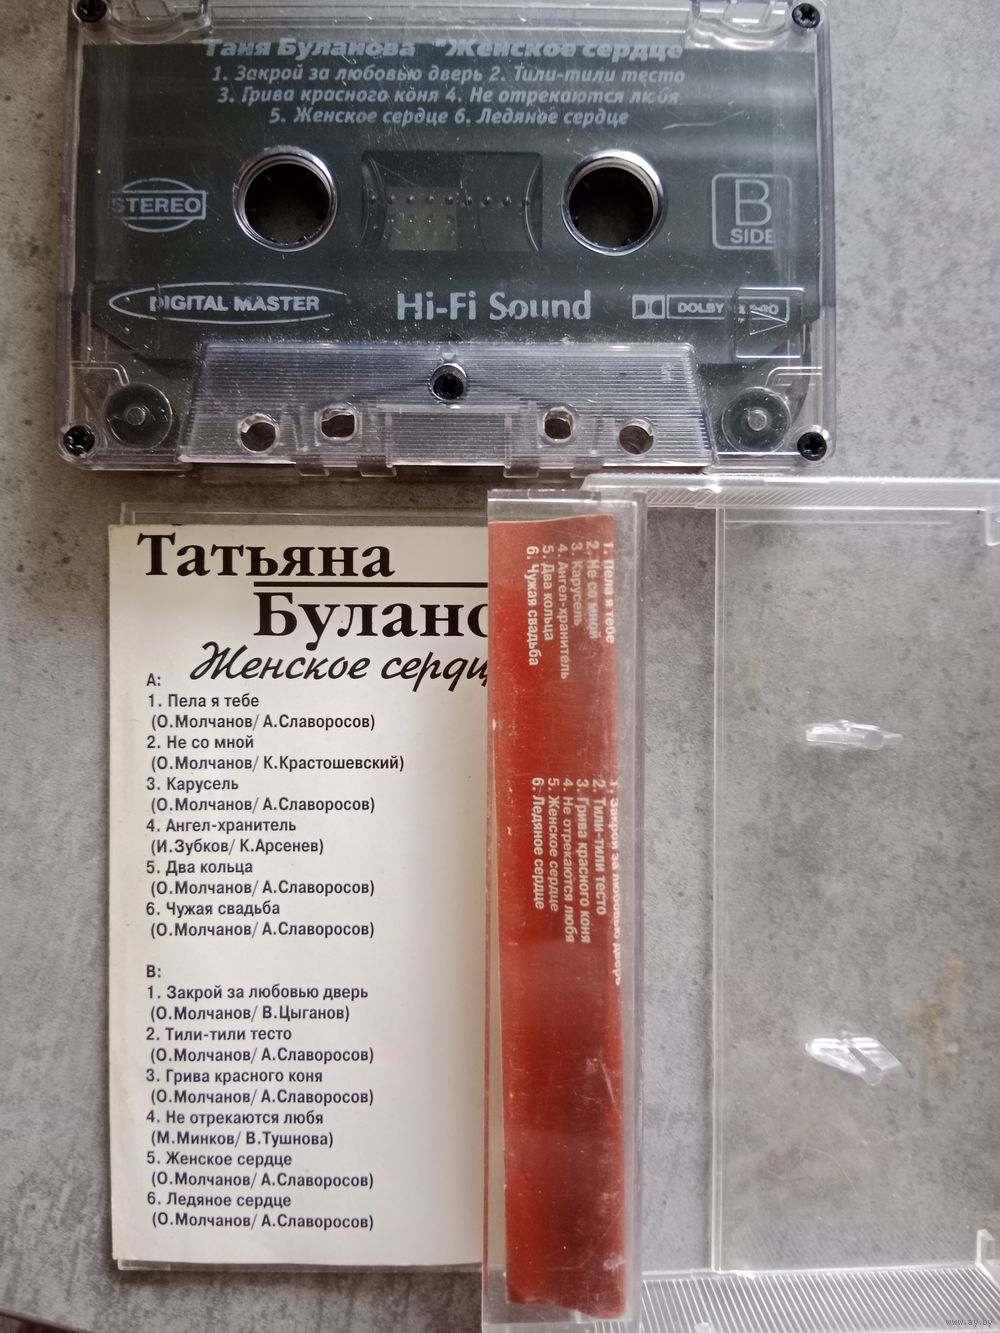 Таня Буланова "Женское сердце
1. Закрой за любовью дверь 2. Тили-тили тесто
3. Грива красного коня 4. Не отрекаются любя
5. Женское сердце 6. Ледяное сердце
STEREO
B
SIDE
DIGITAL MASTER
Hi-Fi Sound
DOLBY
Татьяна
Булано
Женское сердц
А:
1. Пела я тебе
(О.Молчанов/ А.Славоросов)
2. Не со мной
(О.Молчанов/ К.Крастошевский)
3. Карусель
(О.Молчанов/ А.Славоросов)
4. Ангел-хранитель
(И.Зубков/ К.Арсенев)
5. Два кольца
(О.Молчанов/ А.Славоросов)
6. Чужая свадьба
(О.Молчанов/ А.Славоросов)
В:
1. Закрой за любовью дверь
(О.Молчанов/ В.Цыганов)
2. Тили-тили тесто
(О.Молчанов/ А.Славоросов)
3. Грива красного коня
(О.Молчанов/ А.Славоросов)
4. Не отрекаются любя
(М.Минков/ В.Тушнова)
5. Женское сердце
(О.Молчанов/ А.Славоросов)
6. Ледяное сердце
(О.Молчанов/ А.Славоросов)
1. Пела я тебе
2. Не со мной
3. Карусель
4. Ангел-хранитель
5. Два кольца
6. Чужая свадьба
1. Закрой за любовью дверь
2. Тили-тили тесто
3. Грива красного коня
4. Не отрекаются любя
5. Женское сердце
6. Ледяное сердце
www.ay.by